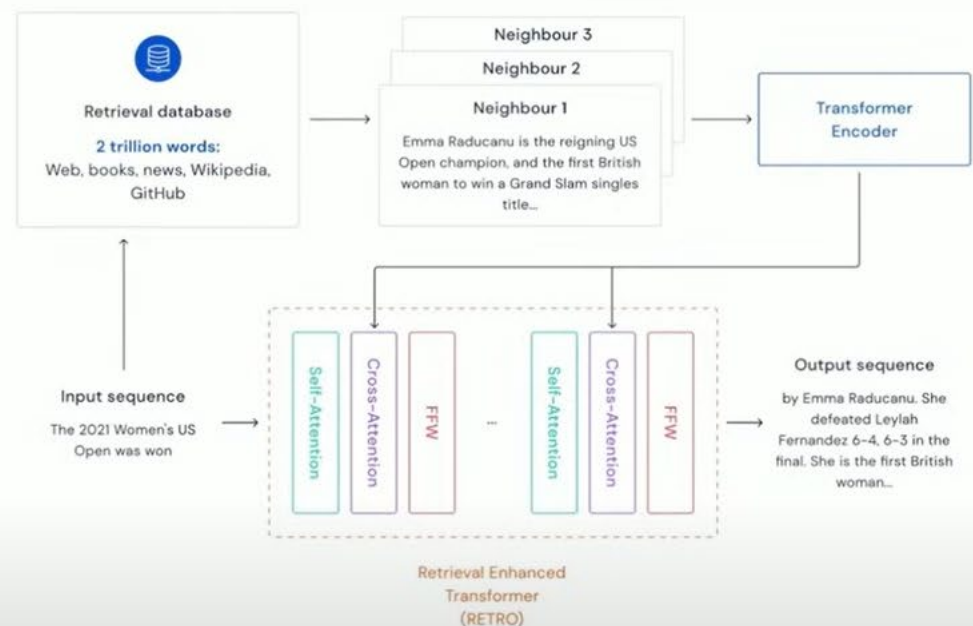 Neighbour 3
Neighbour 2
Neighbour 1
Emma Raducanu is the reigning US
Open champion, and the first British
woman to win a Grand Slam singles
title...
Retrieval database
2 trillion words:
Web, books, news, Wikipedia,
GitHub
Transformer
Encoder
Input sequence
The 2021 Women's US
Open was won
Self-Attention
Cross-Attention
FFW
...
Self-Attention
Cross-Attention
FFW
Output sequence
by Emma Raducanu. She
defeated Leylah
Fernandez 6-4, 6-3 in the
final. She is the first British
woman...
Retrieval Enhanced
Transformer
(RETRO)